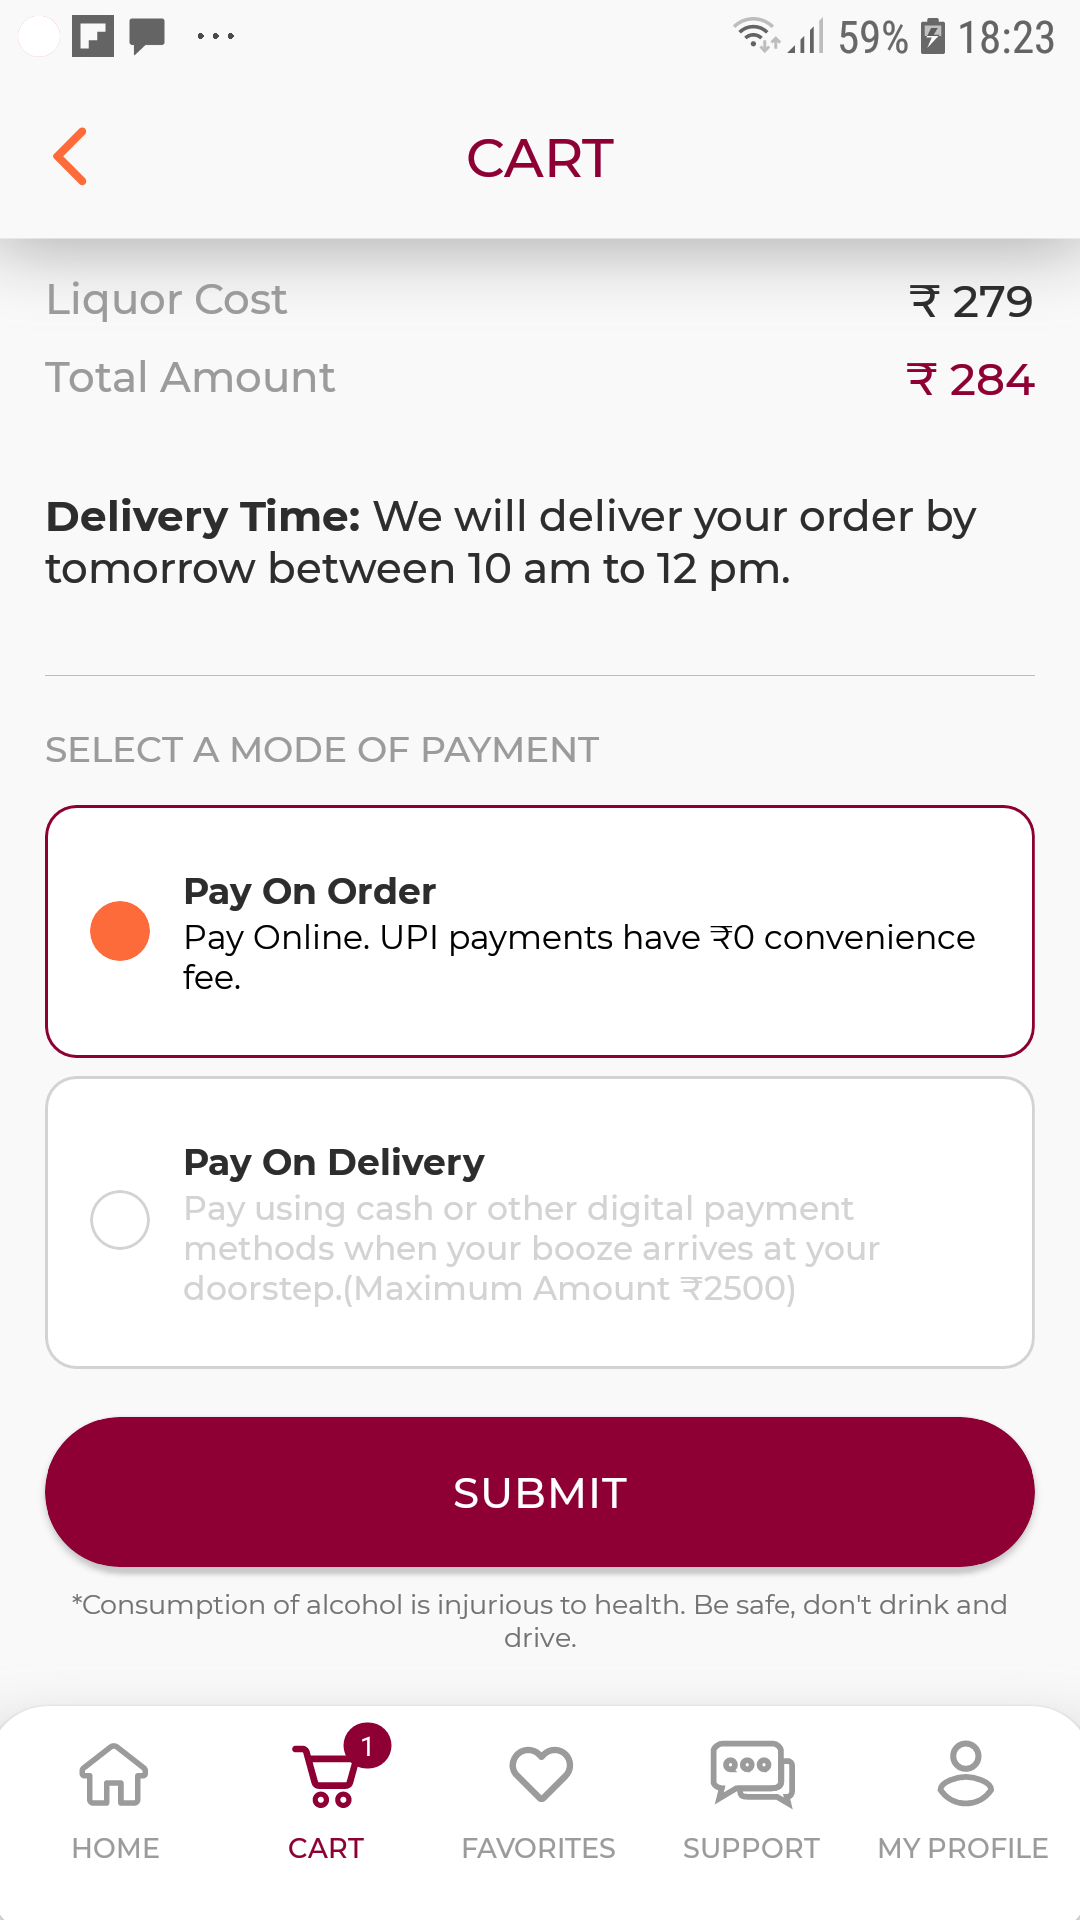 59% 18:23
CART
Liquor Cost ₹ 279
Total Amount ₹ 284
Delivery Time: We will deliver your order by
tomorrow between 10 am to 12 pm.
SELECT A MODE OF PAYMENT
Pay On Order
Pay Online. UPI payments have ₹0 convenience
fee.
Pay On Delivery
Pay using cash or other digital payment
methods when your booze arrives at your
doorstep.(Maximum Amount ₹2500)
SUBMIT
*Consumption of alcohol is injurious to health. Be safe, don't drink and
drive.
1
HOME CART FAVORITES SUPPORT MY PROFILE